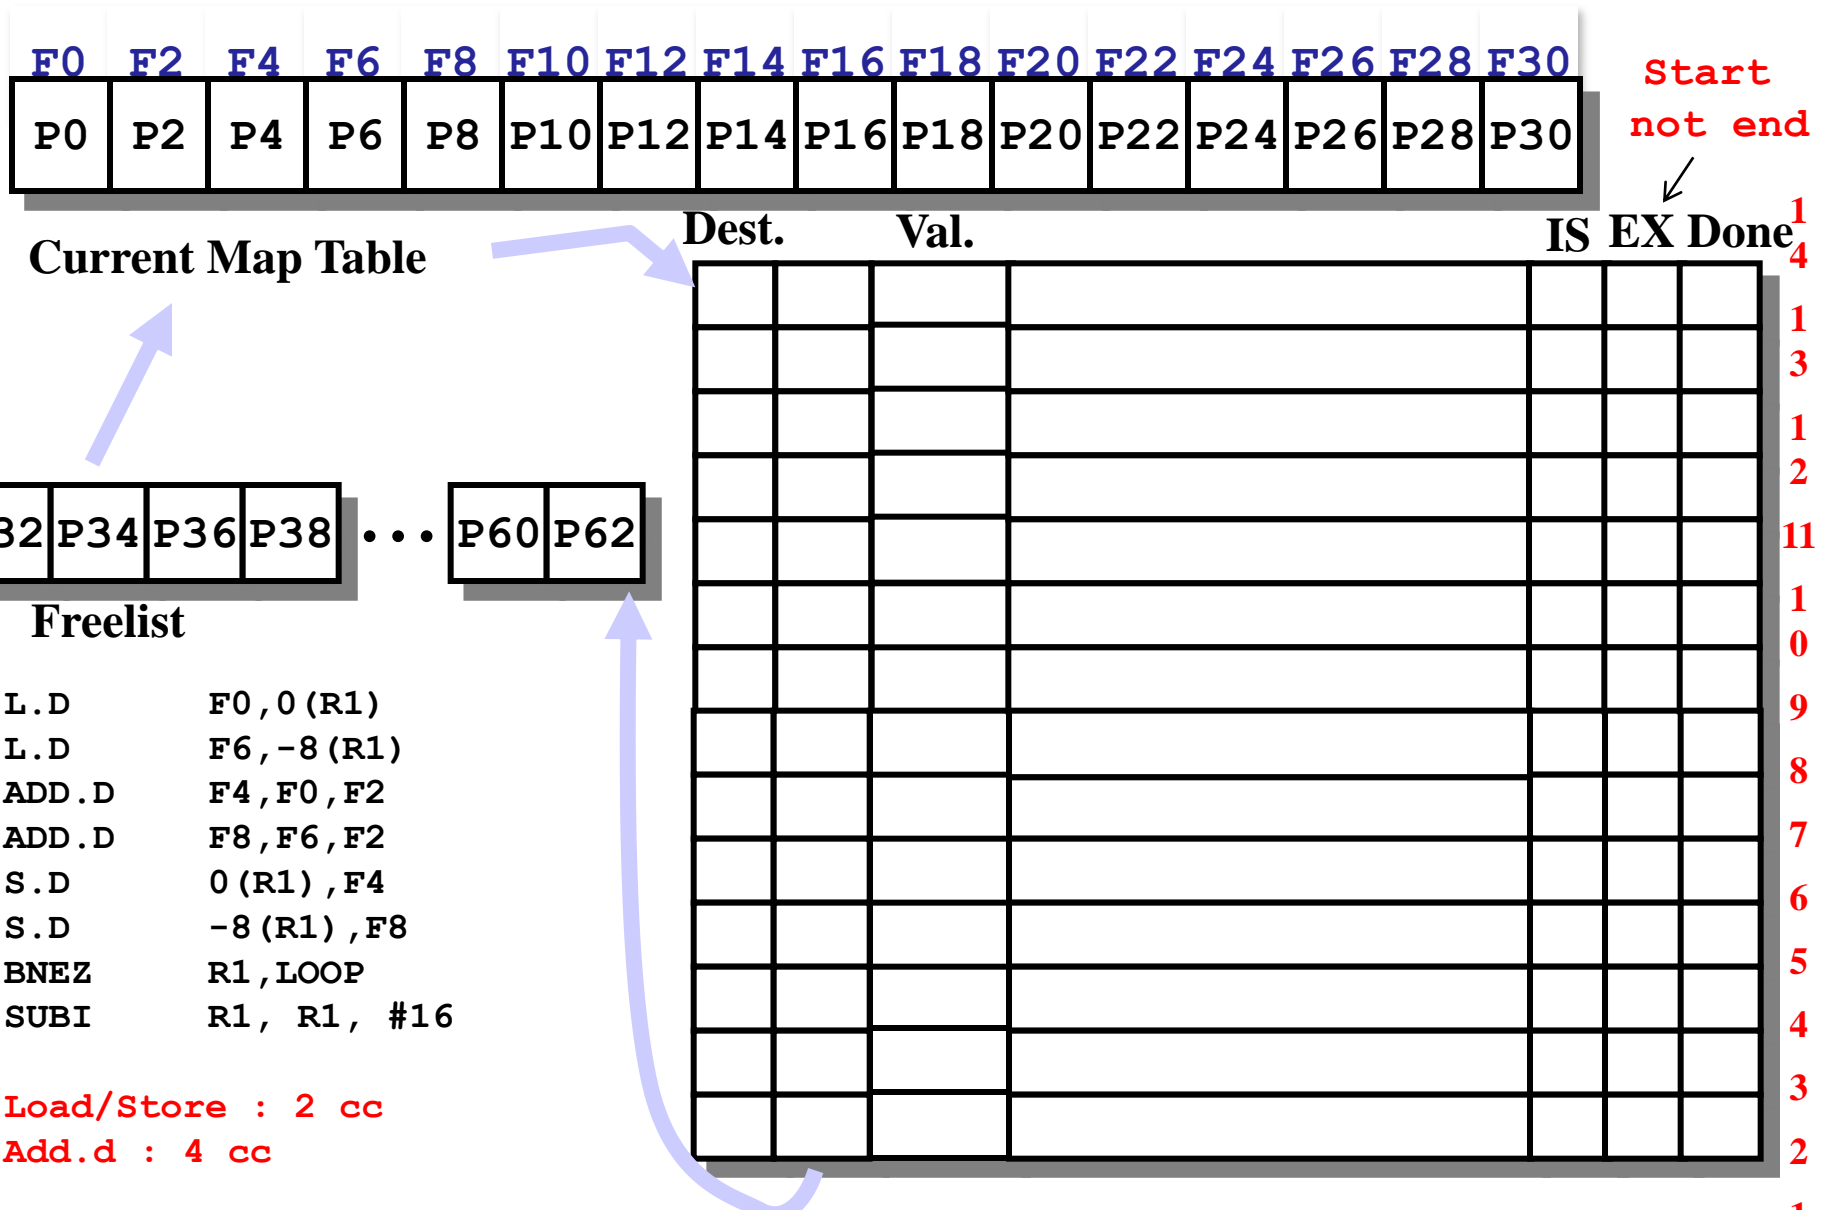 F0 F2 F4 F6 F8 F10 F12 F14 F16 F18 F20 F22 F24 F26 F28 F30
P0 P2 P4 P6 P8 P10 P12 P14 P16 P18 P20 P22 P24 P26 P28 P30
Start
not end
Current Map Table
Dest. Val. IS EX Done
1
4
1
3
1
2
11
1
0
9
8
7
6
5
4
3
2
1
32 P34 P36 P38 ... P60 P62
Freelist
L.D F0,0(R1)
L.D F6,-8(R1)
ADD.D F4,F0,F2
ADD.D F8,F6,F2
S.D 0(R1),F4
S.D -8(R1),F8
BNEZ R1,LOOP
SUBI R1, R1, #16
Load/Store : 2 cc
Add.d : 4 cc